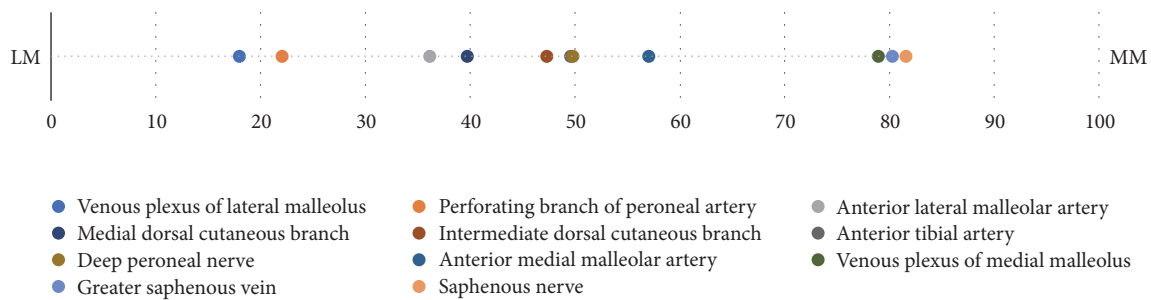 LM MM
0 10 20 30 40 50 60 70 80 90 100
Venous plexus of lateral malleolus Perforating branch of peroneal artery Anterior lateral malleolar artery
Medial dorsal cutaneous branch Intermediate dorsal cutaneous branch Anterior tibial artery
Deep peroneal nerve Anterior medial malleolar artery Venous plexus of medial malleolus
Greater saphenous vein Saphenous nerve